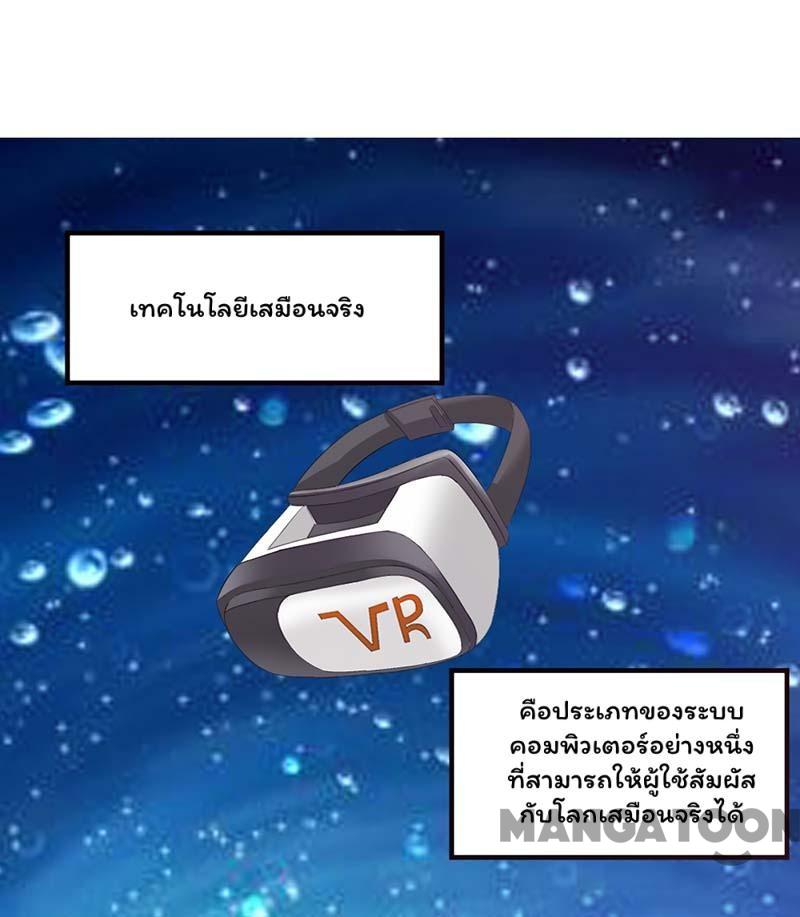 เทคโนโลยีเสมือนจริง
VR
คือประเภทของระบบ
คอมพิวเตอร์อย่างหนึ่ง
ที่สามารถให้ผู้ใช้สัมผัส
กับโลกเสมือนจริงได้
MANGATOON